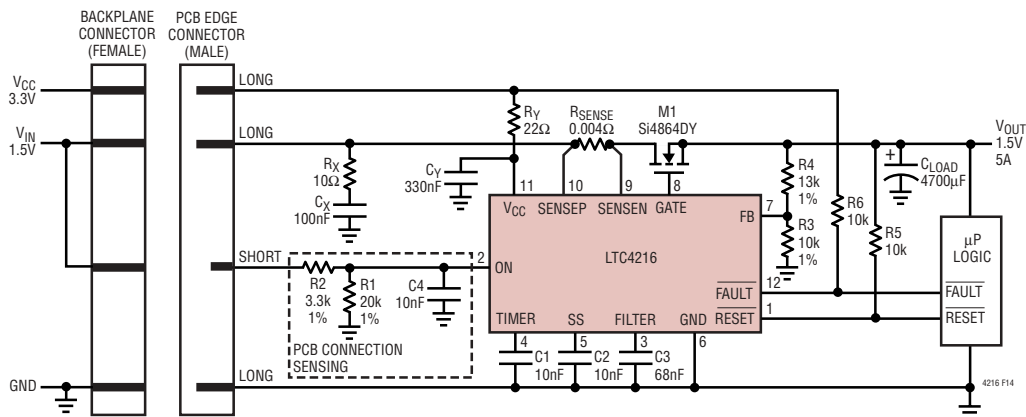 BACKPLANE
CONNECTOR
(FEMALE)
PCB EDGE
CONNECTOR
(MALE)
VCC
3.3V
VIN
1.5V
GND
LONG
LONG
SHORT
LONG
RX
10Ω
CX
100nF
RY
22Ω
CY
330nF
RSENSE
0.004Ω
M1
Si4864DY
VOUT
1.5V
5A
R4
13k
1%
R3
10k
1%
R6
10k
R5
10k
+
CLOAD
4700µF
11
10
9
8
VCC
SENSEP
SENSEN
GATE
7
FB
2
ON
LTC4216
12
FAULT
1
RESET
µP
LOGIC
FAULT
RESET
R2
3.3k
1%
R1
20k
1%
C4
10nF
PCB CONNECTION
SENSING
TIMER
SS
FILTER
GND
4
5
3
6
C1
10nF
C2
10nF
C3
68nF
4216 F14